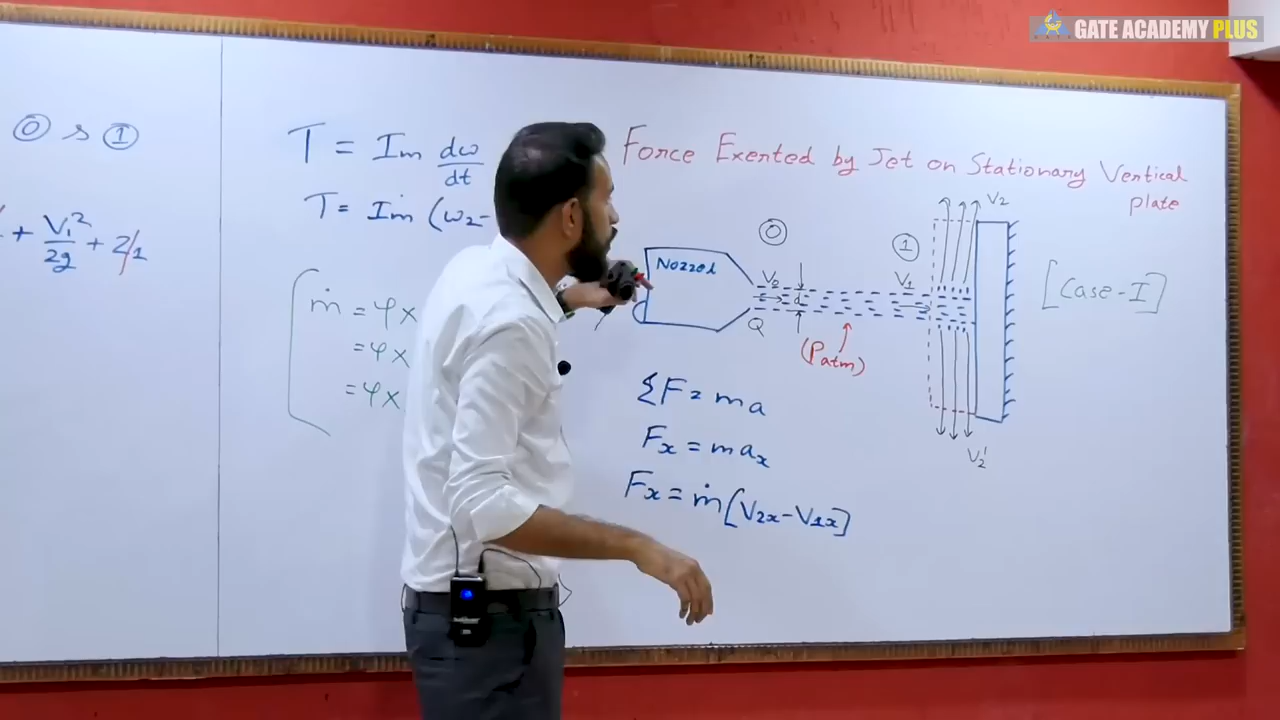 GATE ACADEMY PLUS
⓪ & ①
+ V₁²/2g + Z₁
T = Im dω/dt
T = Iṁ (ω₂-
ṁ = φ×
= φ×
= φ×
Force Exerted by Jet on Stationary Vertical
plate
⓪
①
V₂
Nozzel
V₂
d
V₁
[Case-I]
Q
(Patm)
ΣF = ma
Fₓ = maₓ
V₂'
Fₓ = ṁ[V₂ₓ-V₁ₓ]